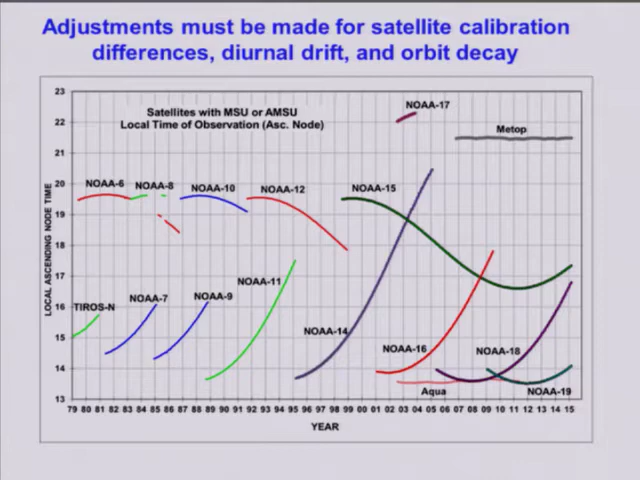 Adjustments must be made for satellite calibration
differences, diurnal drift, and orbit decay
Satellites with MSU or AMSU
Local Time of Observation (Asc. Node)
LOCAL ASCENDING NODE TIME
23
22
21
20
19
18
17
16
15
14
13
NOAA-17
Metop
NOAA-6
NOAA-8
NOAA-10
NOAA-12
NOAA-15
NOAA-11
TIROS-N
NOAA-7
NOAA-9
NOAA-14
NOAA-16
NOAA-18
Aqua
NOAA-19
79 80 81 82 83 84 85 86 87 88 89 90 91 92 93 94 95 96 97 98 99 00 01 02 03 04 05 06 07 08 09 10 11 12 13 14 15
YEAR